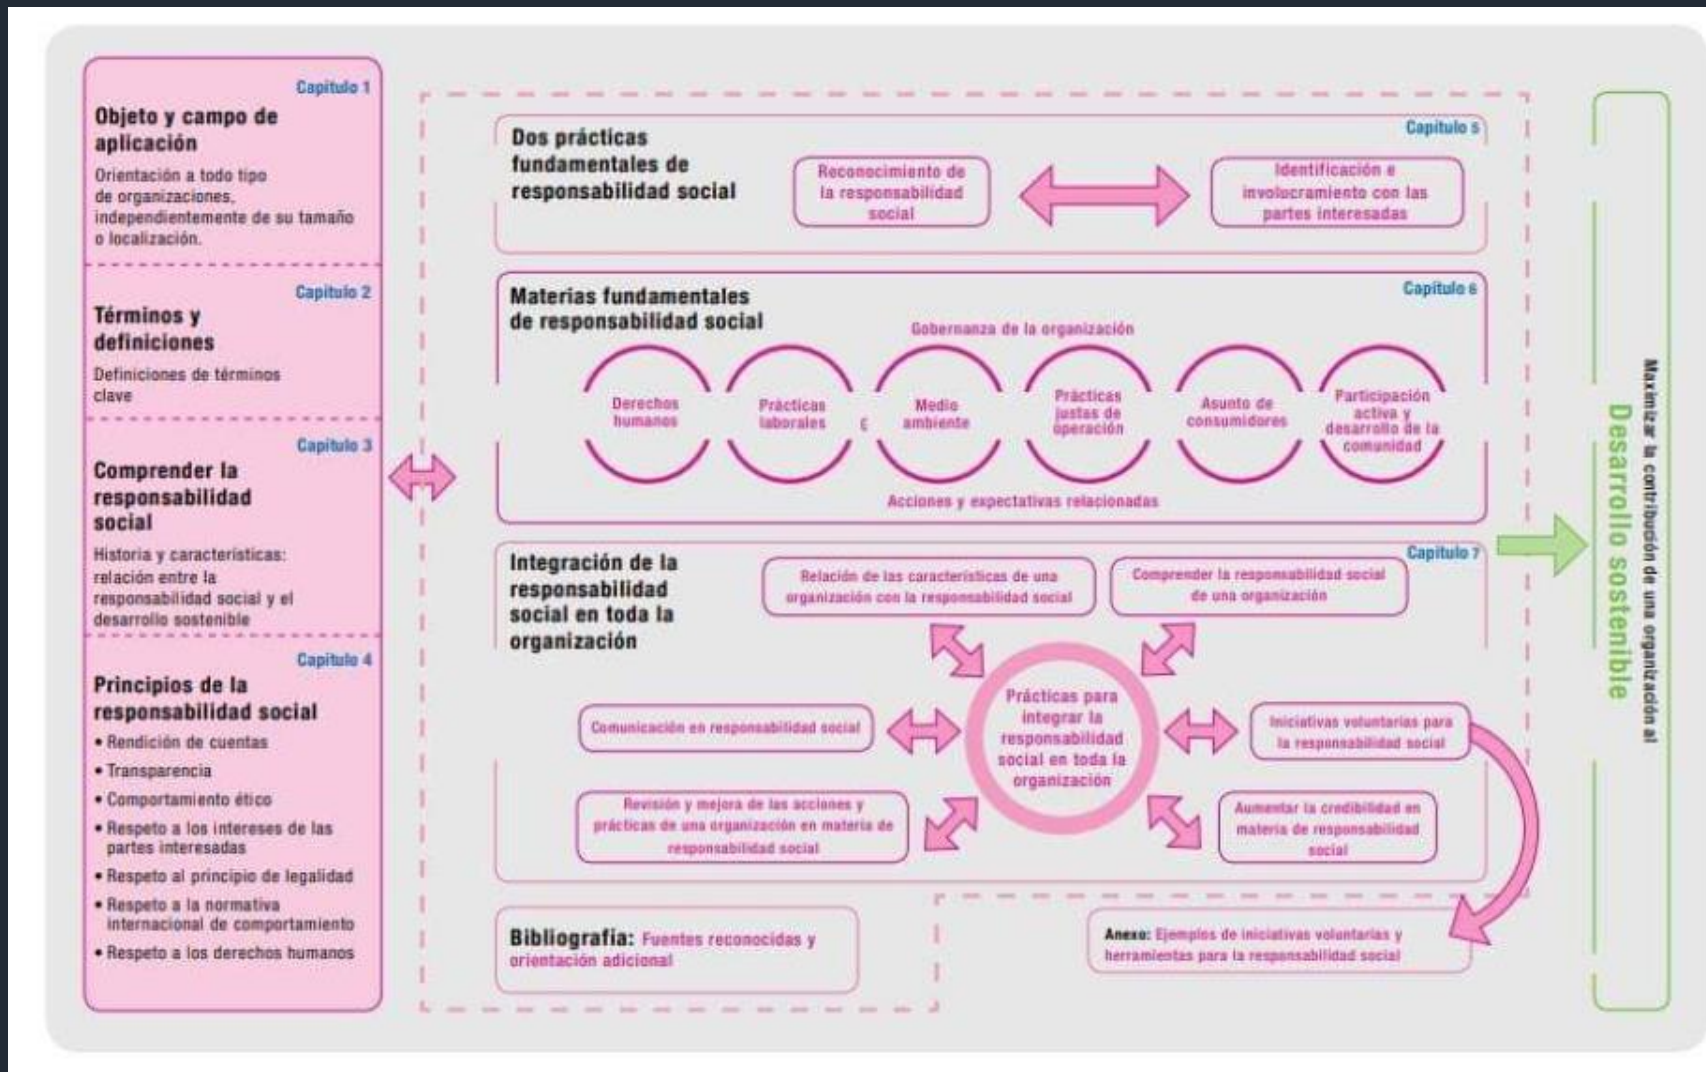 Capítulo 1
Objeto y campo de
aplicación
Orientación a todo tipo
de organizaciones,
independientemente de su tamaño
o localización.
Capítulo 2
Términos y
definiciones
Definiciones de términos
clave
Capítulo 3
Comprender la
responsabilidad
social
Historia y características:
relación entre la
responsabilidad social y el
desarrollo sostenible
Capítulo 4
Principios de la
responsabilidad social
• Rendición de cuentas
• Transparencia
• Comportamiento ético
• Respeto a los intereses de las
partes interesadas
• Respeto al principio de legalidad
• Respeto a la normativa
internacional de comportamiento
• Respeto a los derechos humanos
Capítulo 5
Dos prácticas
fundamentales de
responsabilidad social
Reconocimiento de
la responsabilidad
social
Identificación e
involucramiento con las
partes interesadas
Capítulo 6
Materias fundamentales
de responsabilidad social
Gobernanza de la organización
Derechos
humanos
Prácticas
laborales
Medio
ambiente
Prácticas
justas de
operación
Asunto de
consumidores
Participación
activa y
desarrollo de la
comunidad
Acciones y expectativas relacionadas
Capítulo 7
Integración de la
responsabilidad
social en toda la
organización
Relación de las características de una
organización con la responsabilidad social
Comprender la responsabilidad social
de una organización
Prácticas para
integrar la
responsabilidad
social en toda la
organización
Comunicación en responsabilidad social
Iniciativas voluntarias para
la responsabilidad social
Revisión y mejora de las acciones y
prácticas de una organización en materia de
responsabilidad social
Aumentar la credibilidad en
materia de responsabilidad
social
Bibliografía: Fuentes reconocidas y
orientación adicional
Anexo: Ejemplos de iniciativas voluntarias y
herramientas para la responsabilidad social
Maximizar la contribución de una organización al
Desarrollo sostenible